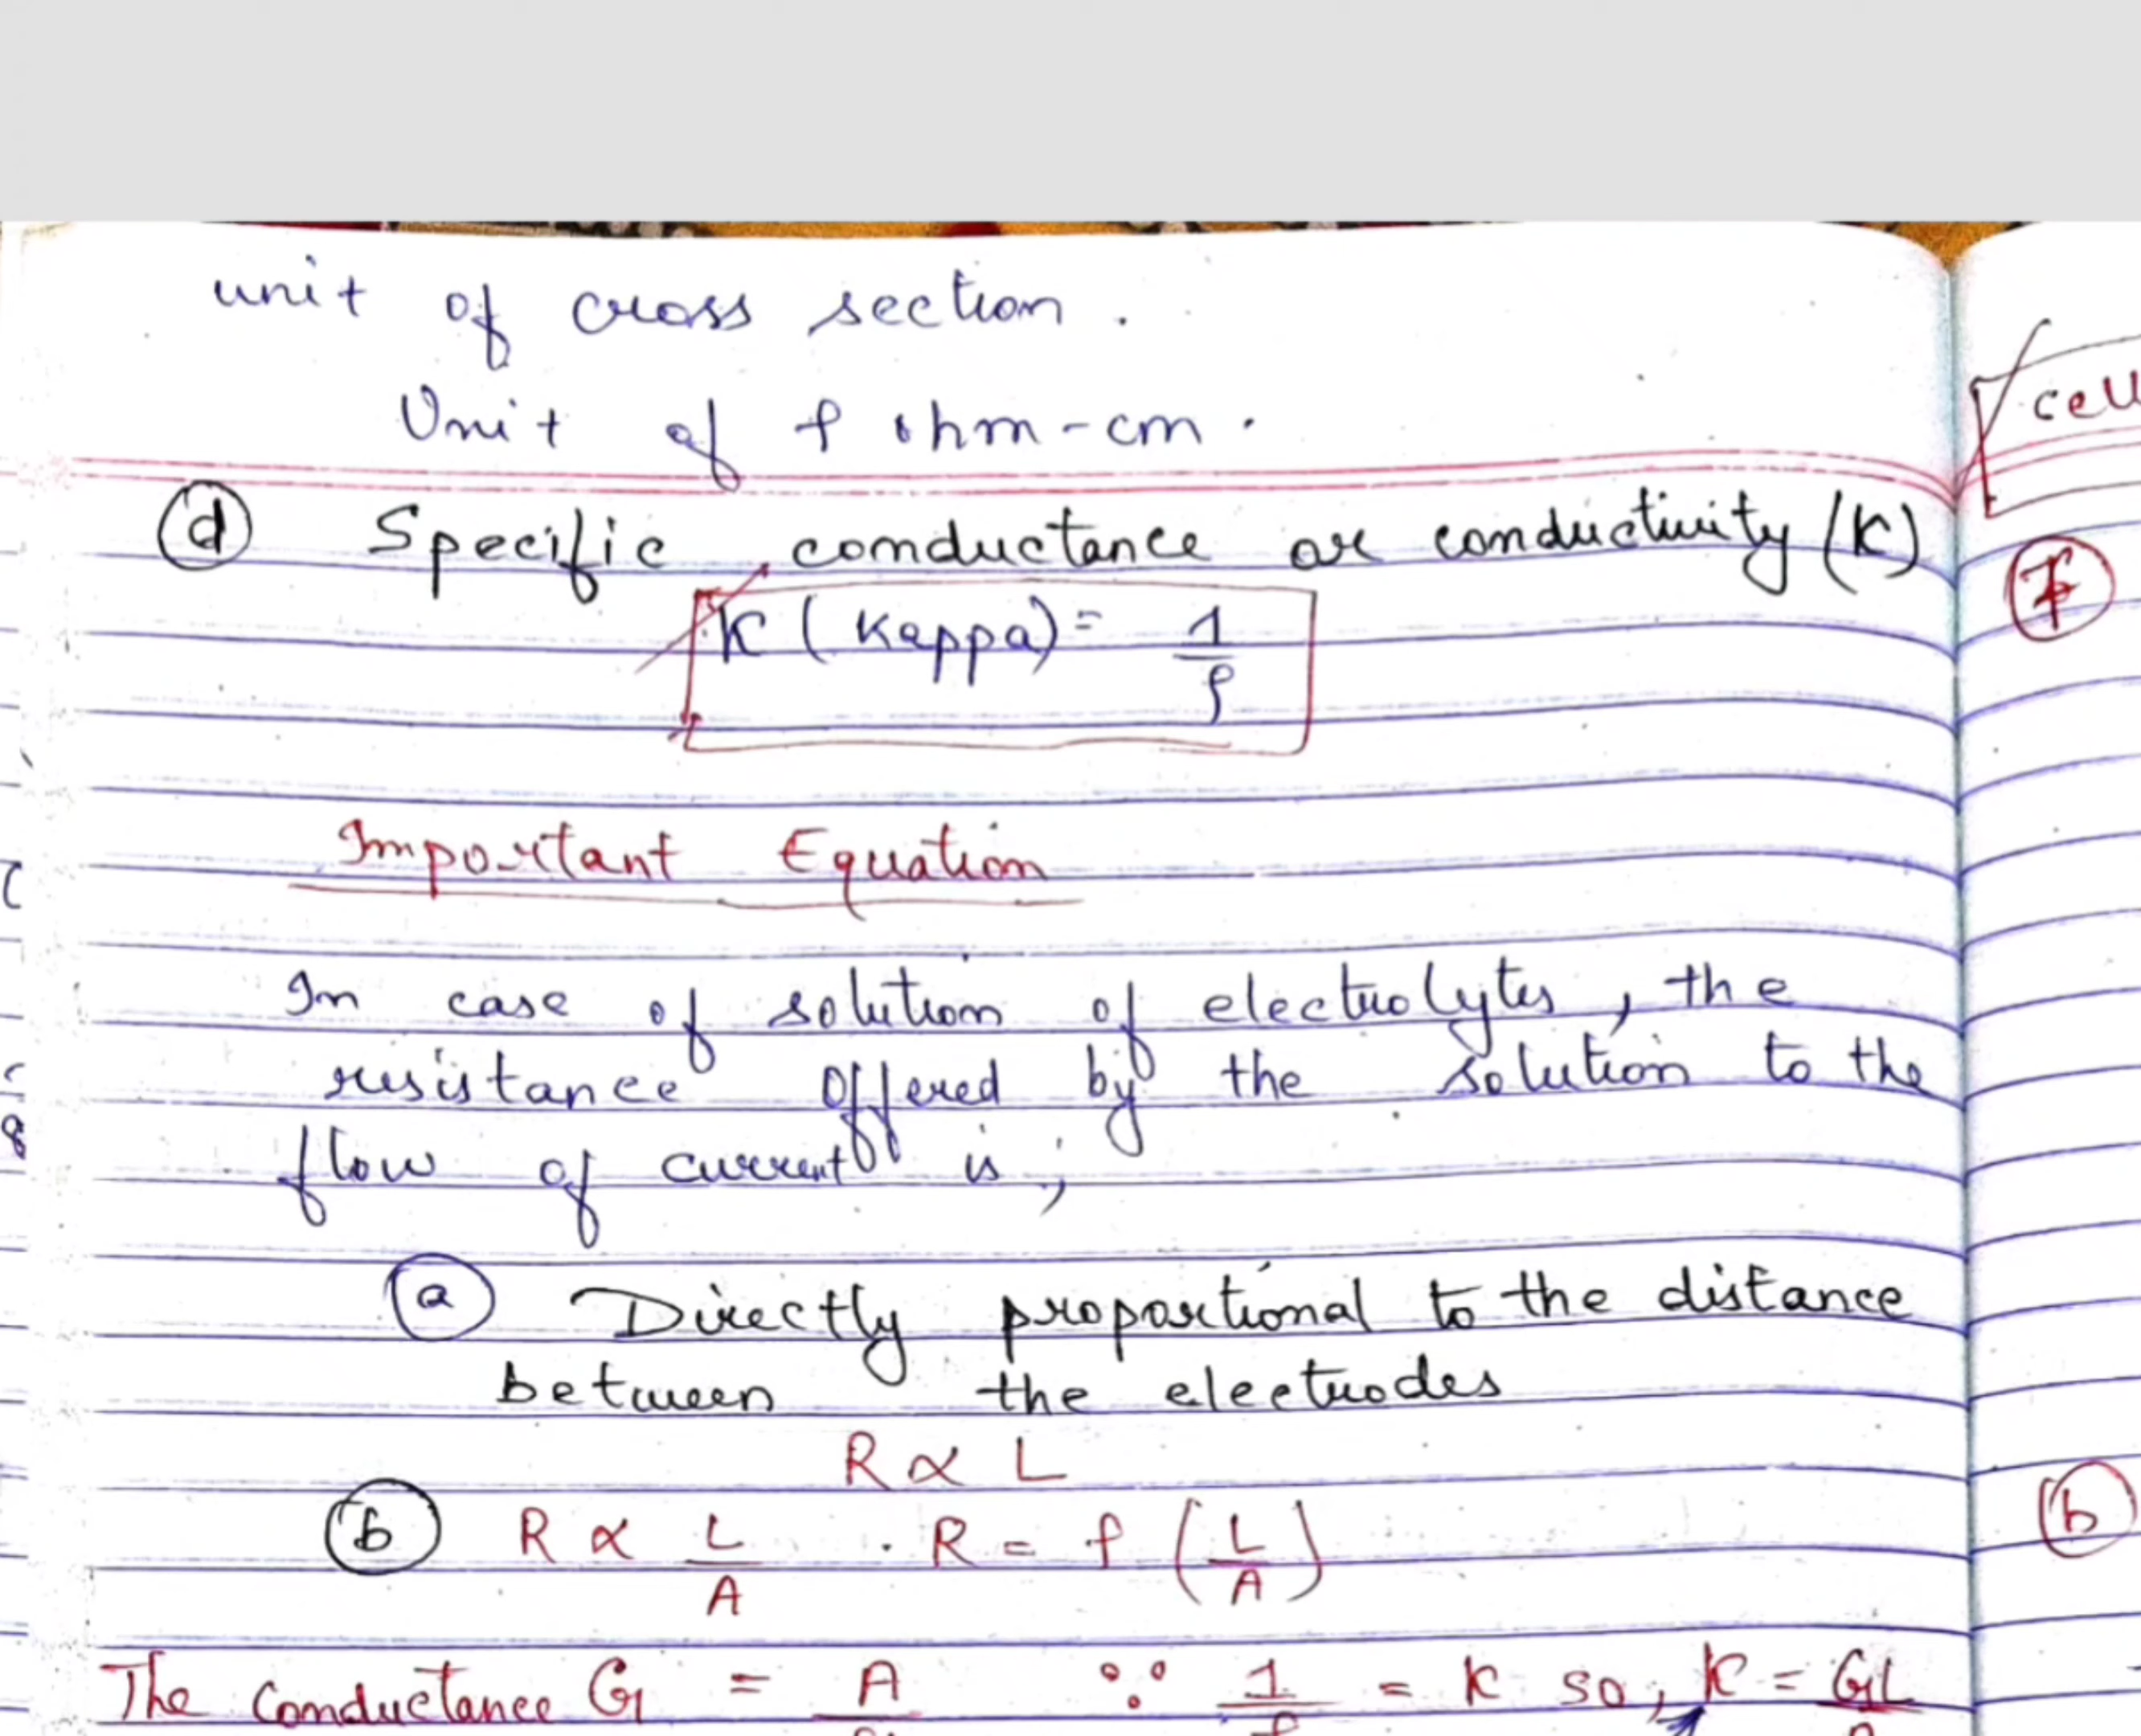 unit of cross section.
Unit of ρ ohm-cm.
(d) Specific conductance or conductivity (K)
K (Kappa) = 1/ρ
Important Equation
In case of solution of electrolytes, the
resistance offered by the solution to the
flow of current is;
(a) Directly proportional to the distance
between the electrodes
R ∝ L
(b) R ∝ L/A . R = ρ (L/A)
The Conductance G = A ∵ 1/ρ = K so, K = GL
cell
(b)